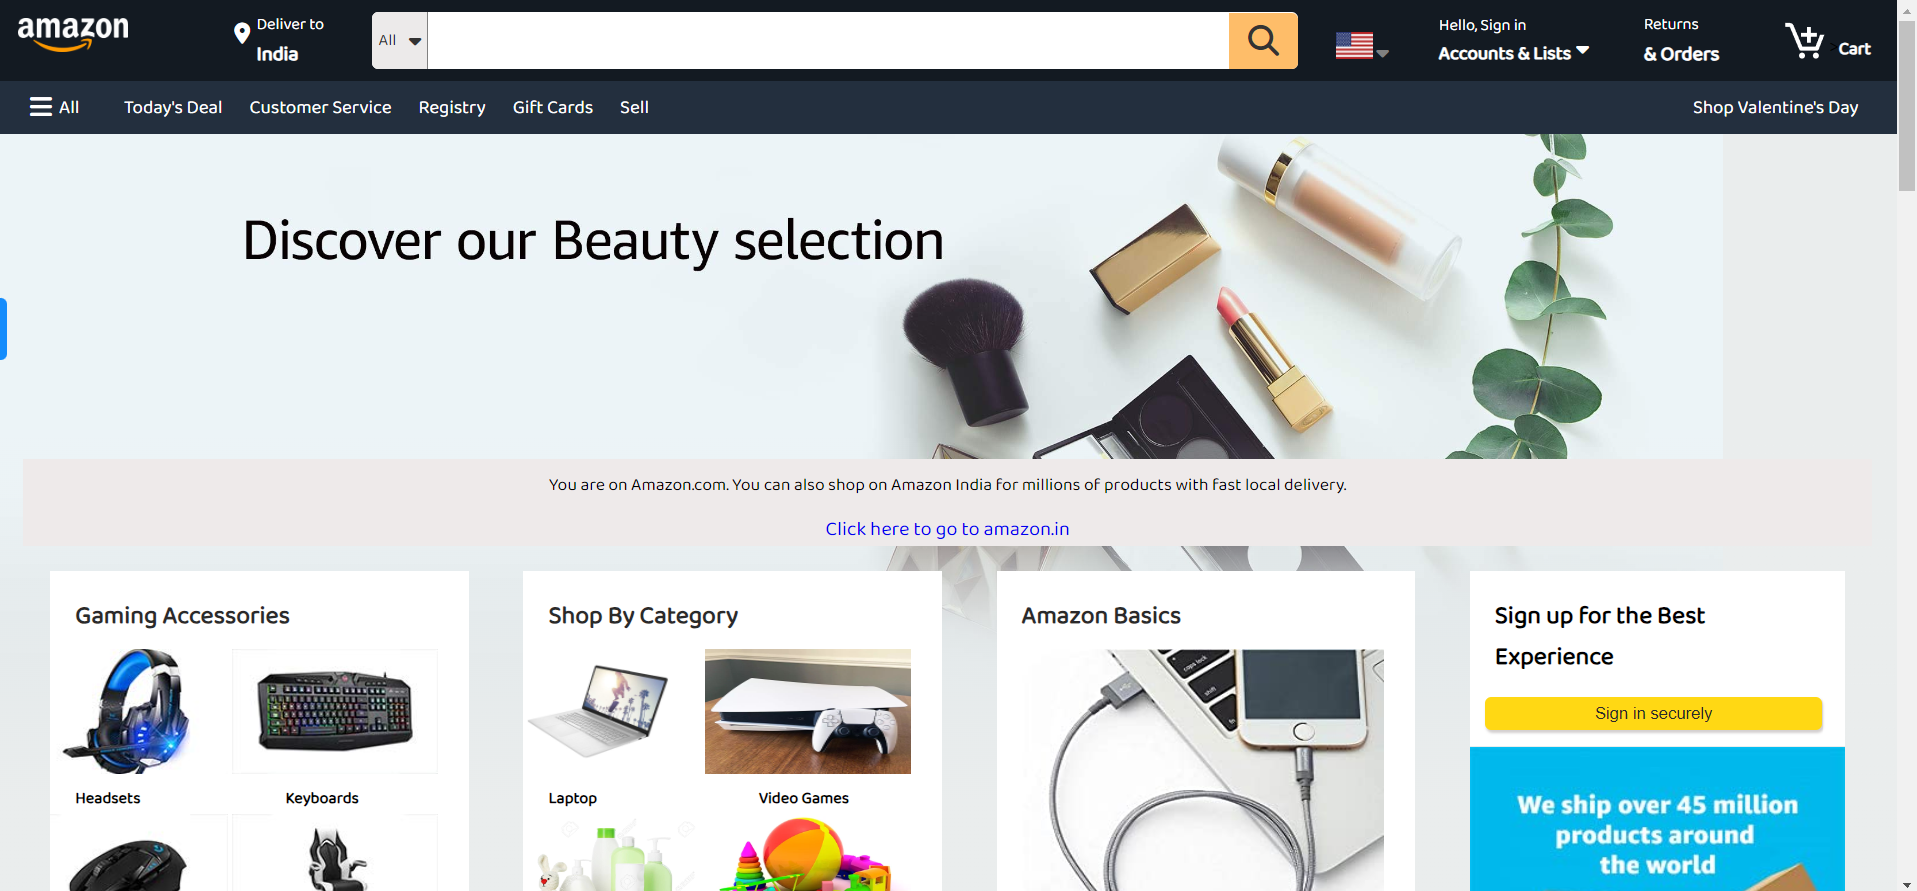 amazon
Deliver to
India
All
Hello, Sign in
Accounts & Lists
Returns
& Orders
Cart
All
Today's Deal
Customer Service
Registry
Gift Cards
Sell
Shop Valentine's Day
Discover our Beauty selection
You are on Amazon.com. You can also shop on Amazon India for millions of products with fast local delivery.
Click here to go to amazon.in
Gaming Accessories
Headsets
Keyboards
Shop By Category
Laptop
Video Games
Amazon Basics
caps lock
shift
Sign up for the Best
Experience
Sign in securely
We ship over 45 million
products around
the world